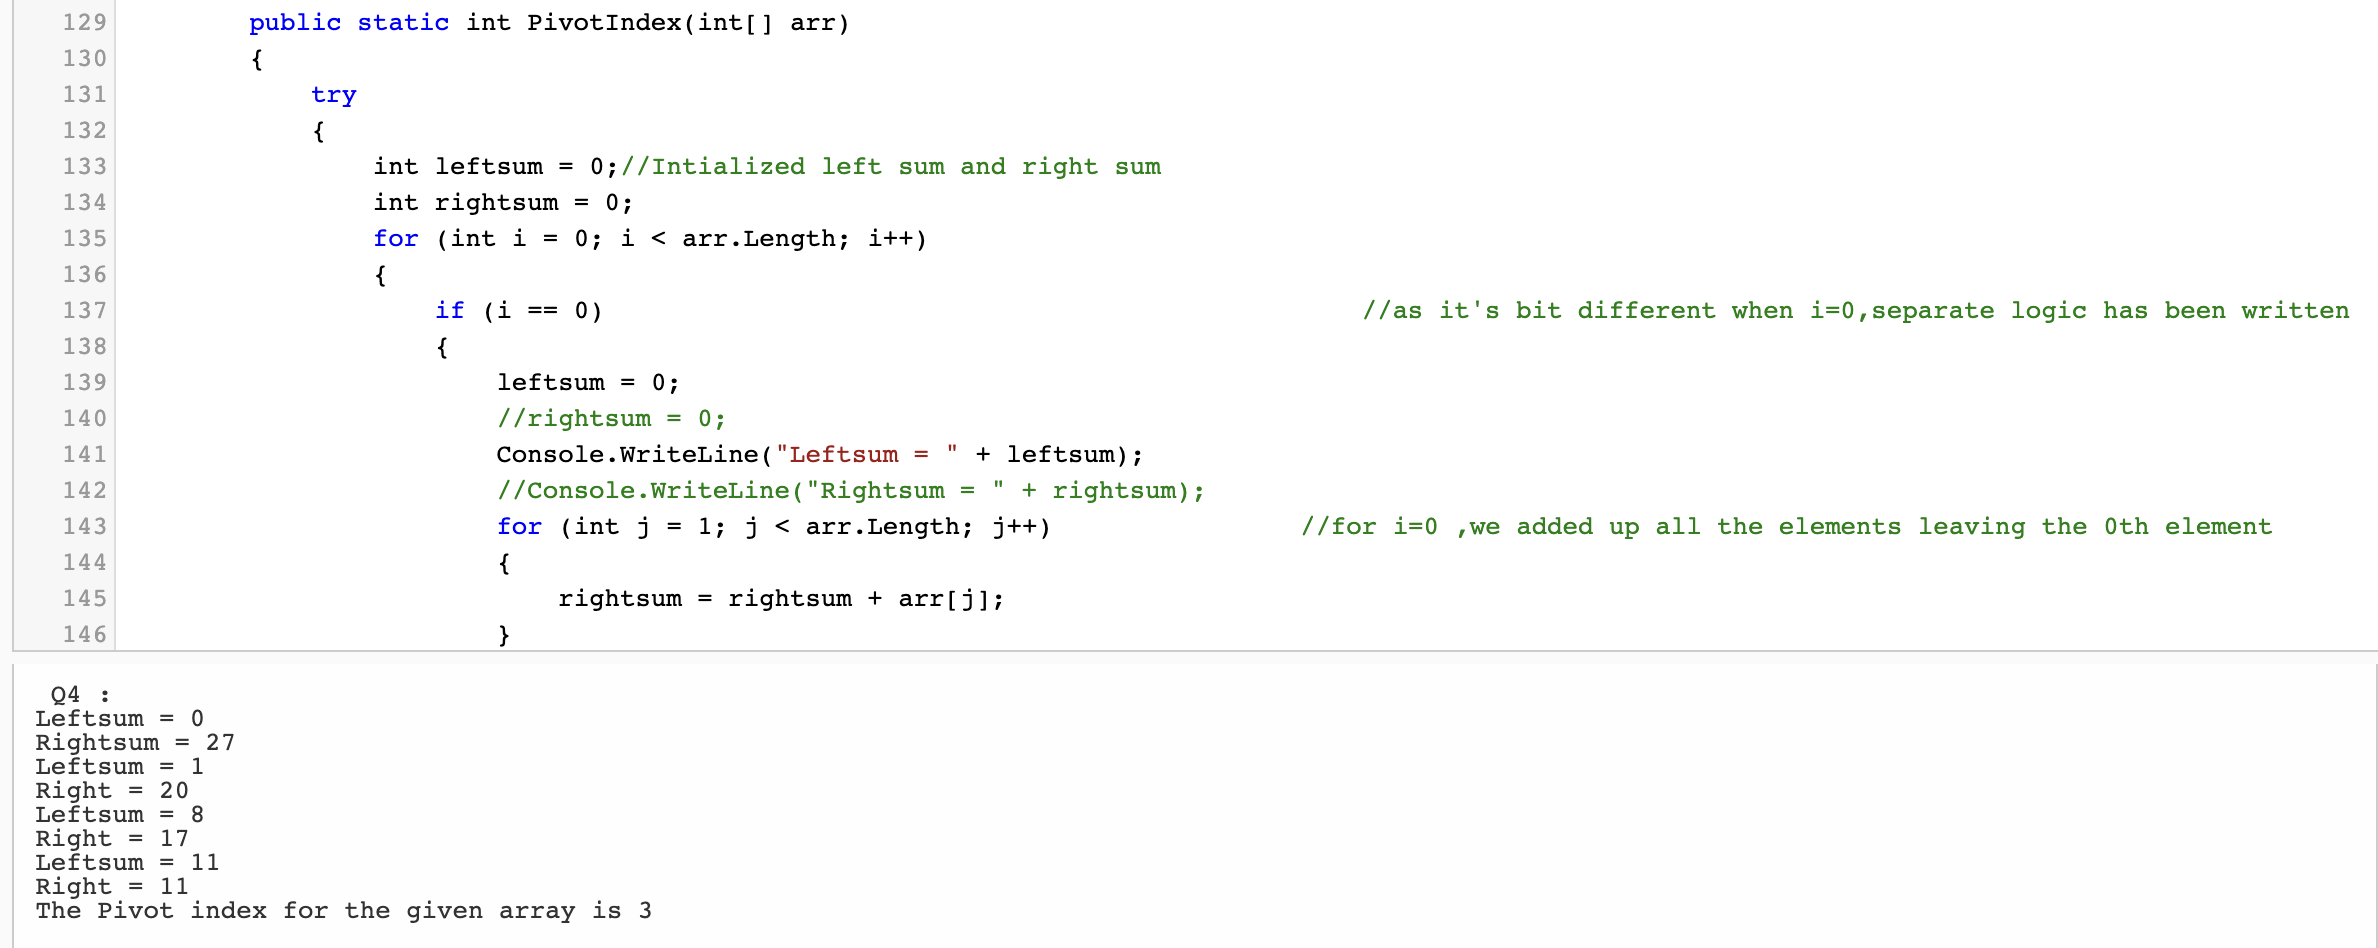 129 public static int PivotIndex(int[] arr)
130 {
131 try
132 {
133 int leftsum = 0;//Intialized left sum and right sum
134 int rightsum = 0;
135 for (int i = 0; i < arr.Length; i++)
136 {
137 if (i == 0) //as it's bit different when i=0,separate logic has been written
138 {
139 leftsum = 0;
140 //rightsum = 0;
141 Console.WriteLine("Leftsum = " + leftsum);
142 //Console.WriteLine("Rightsum = " + rightsum);
143 for (int j = 1; j < arr.Length; j++) //for i=0 ,we added up all the elements leaving the 0th element
144 {
145 rightsum = rightsum + arr[j];
146 }
Q4 :
Leftsum = 0
Rightsum = 27
Leftsum = 1
Right = 20
Leftsum = 8
Right = 17
Leftsum = 11
Right = 11
The Pivot index for the given array is 3